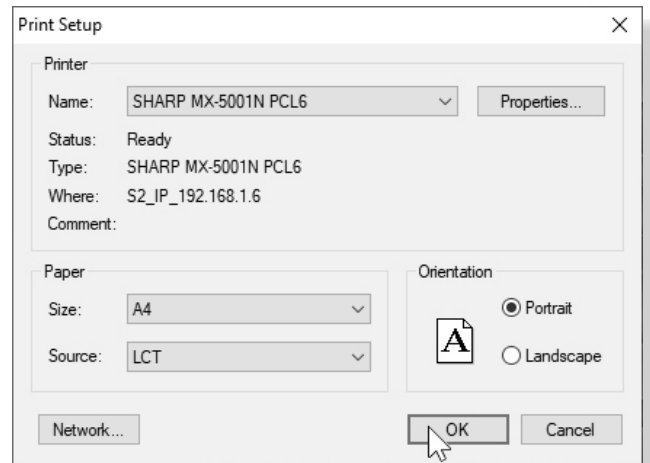 Print Setup
Printer
Name: SHARP MX-5001N PCL6 Properties...
Status: Ready
Type: SHARP MX-5001N PCL6
Where: S2_IP_192.168.1.6
Comment:
Paper Orientation
Size: A4 Portrait
A
Source: LCT Landscape
Network... OK Cancel